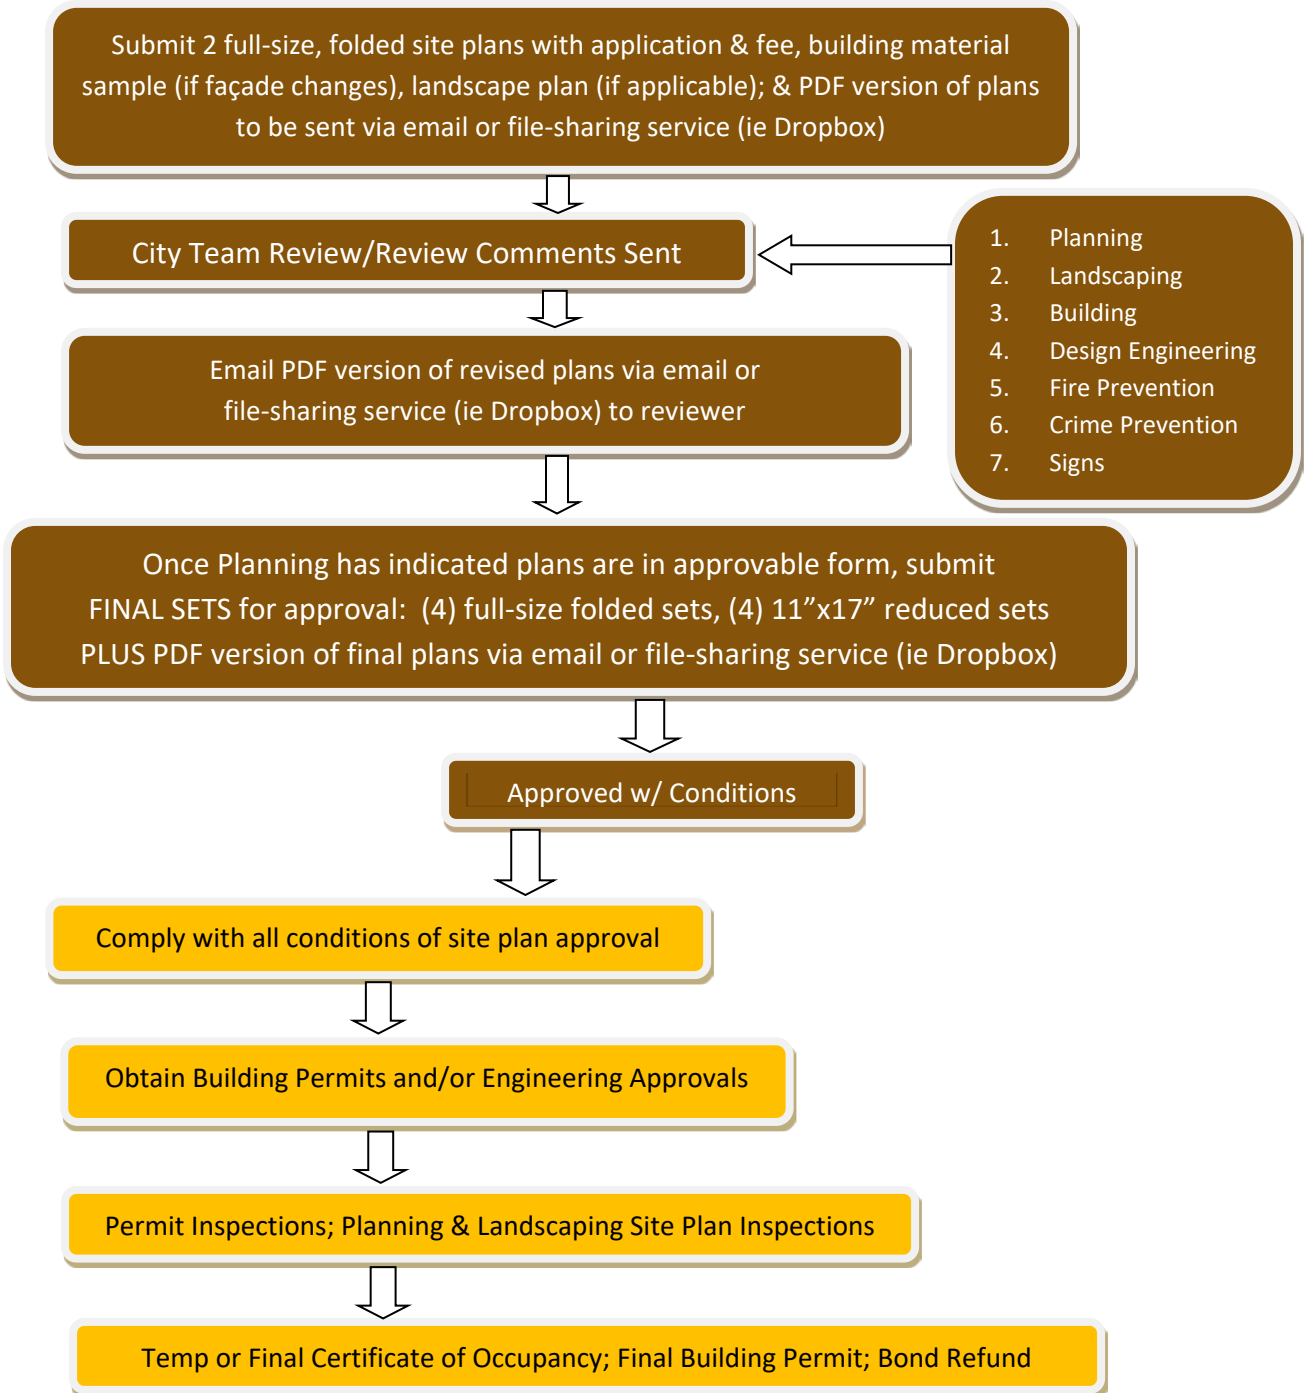 Submit 2 full-size, folded site plans with application & fee, building material
sample (if façade changes), landscape plan (if applicable); & PDF version of plans
to be sent via email or file-sharing service (ie Dropbox)
City Team Review/Review Comments Sent
1. Planning
2. Landscaping
3. Building
4. Design Engineering
5. Fire Prevention
6. Crime Prevention
7. Signs
Email PDF version of revised plans via email or
file-sharing service (ie Dropbox) to reviewer
Once Planning has indicated plans are in approvable form, submit
FINAL SETS for approval:  (4) full-size folded sets, (4) 11”x17” reduced sets
PLUS PDF version of final plans via email or file-sharing service (ie Dropbox)
Approved w/ Conditions
Comply with all conditions of site plan approval
Obtain Building Permits and/or Engineering Approvals
Permit Inspections; Planning & Landscaping Site Plan Inspections
Temp or Final Certificate of Occupancy; Final Building Permit; Bond Refund